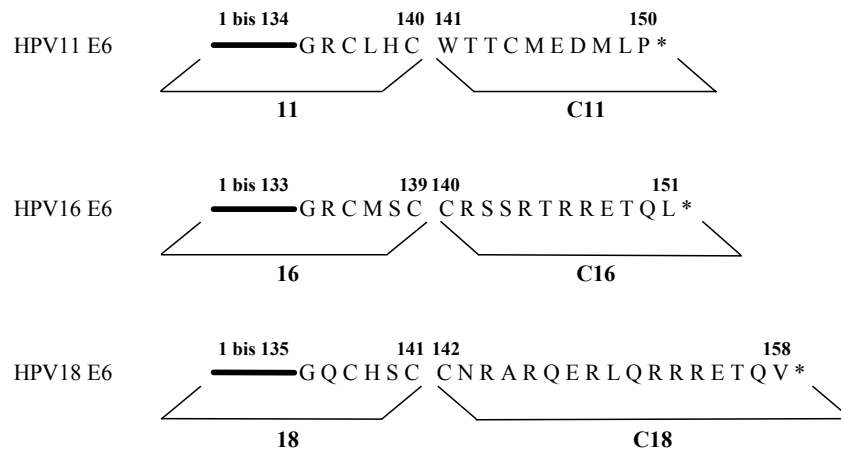 1 bis 134 140 141 150
HPV11 E6 G R C L H C W T T C M E D M L P *
11 C11
1 bis 133 139 140 151
HPV16 E6 G R C M S C C R S S R T R R E T Q L *
16 C16
1 bis 135 141 142 158
HPV18 E6 G Q C H S C C N R A R Q E R L Q R R R E T Q V *
18 C18